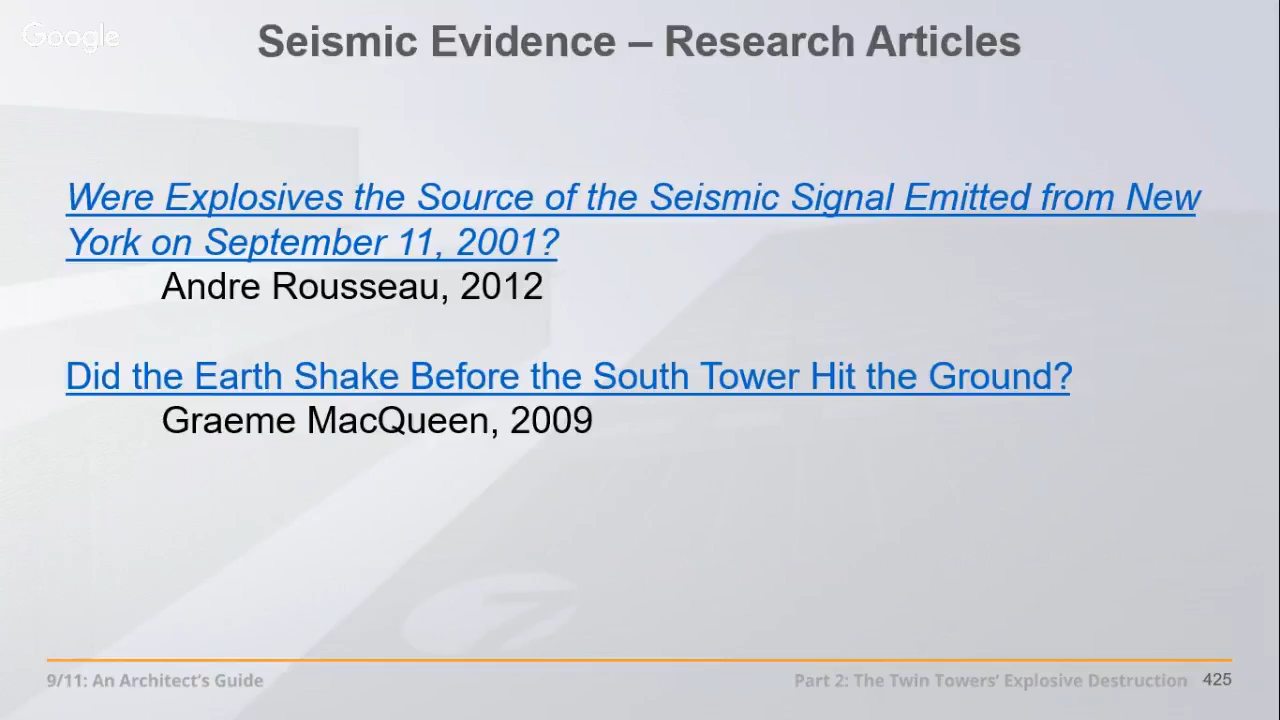 Google
Seismic Evidence – Research Articles
Were Explosives the Source of the Seismic Signal Emitted from New
York on September 11, 2001?
Andre Rousseau, 2012
Did the Earth Shake Before the South Tower Hit the Ground?
Graeme MacQueen, 2009
9/11: An Architect's Guide
Part 2: The Twin Towers' Explosive Destruction 425